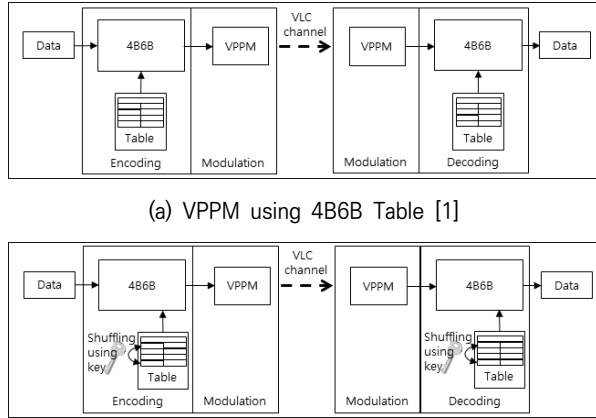 VLC
channel
Data
4B6B
VPPM
VPPM
4B6B
Data
Table
Table
Encoding
Modulation
Modulation
Decoding
(a) VPPM using 4B6B Table [1]
VLC
channel
Data
4B6B
VPPM
VPPM
4B6B
Data
Shuffling
using
key
Table
Shuffling
using
key
Table
Encoding
Modulation
Modulation
Decoding